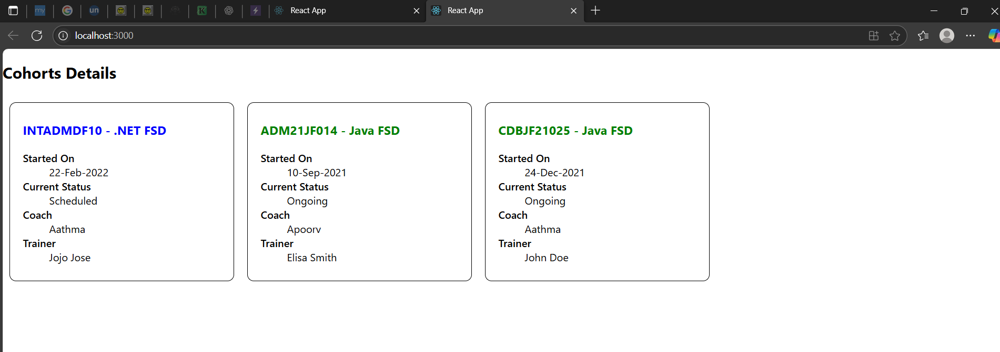 my
un
K
React App
React App
localhost:3000
Cohorts Details
INTADMDF10 - .NET FSD
Started On
22-Feb-2022
Current Status
Scheduled
Coach
Aathma
Trainer
Jojo Jose
ADM21JF014 - Java FSD
Started On
10-Sep-2021
Current Status
Ongoing
Coach
Apoorv
Trainer
Elisa Smith
CDBJF21025 - Java FSD
Started On
24-Dec-2021
Current Status
Ongoing
Coach
Aathma
Trainer
John Doe